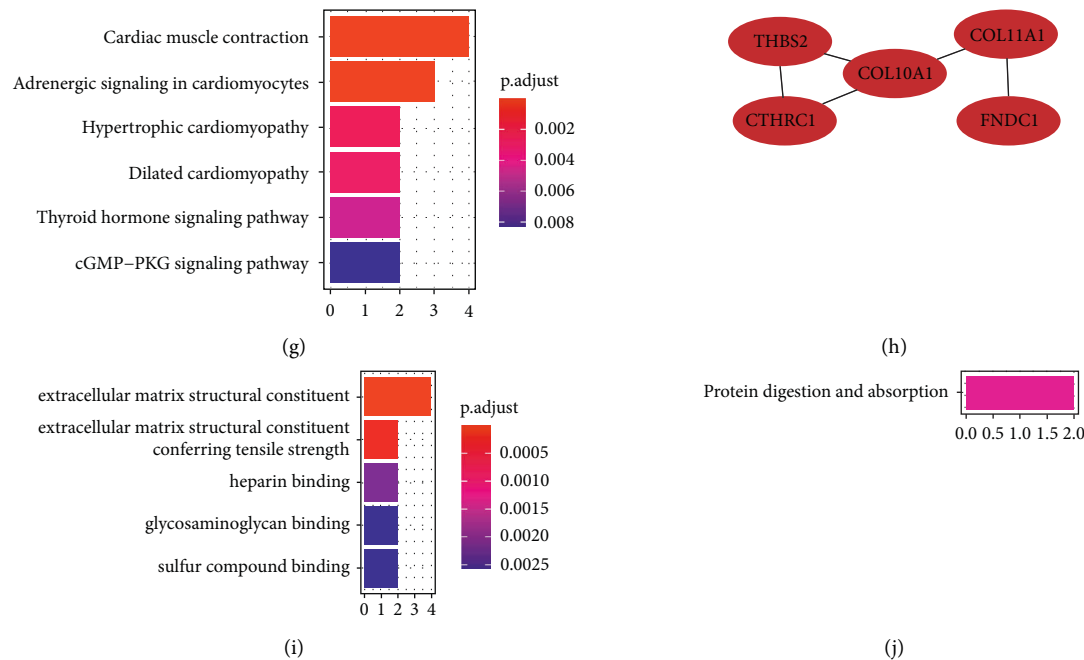 Cardiac muscle contraction
Adrenergic signaling in cardiomyocytes
Hypertrophic cardiomyopathy
Dilated cardiomyopathy
Thyroid hormone signaling pathway
cGMP−PKG signaling pathway
0 1 2 3 4
p.adjust
0.002
0.004
0.006
0.008
(g)
THBS2
COL11A1
COL10A1
CTHRC1
FNDC1
(h)
extracellular matrix structural constituent
extracellular matrix structural constituent
conferring tensile strength
heparin binding
glycosaminoglycan binding
sulfur compound binding
0 1 2 3 4
p.adjust
0.0005
0.0010
0.0015
0.0020
0.0025
(i)
Protein digestion and absorption
0.0 0.5 1.0 1.5 2.0
(j)